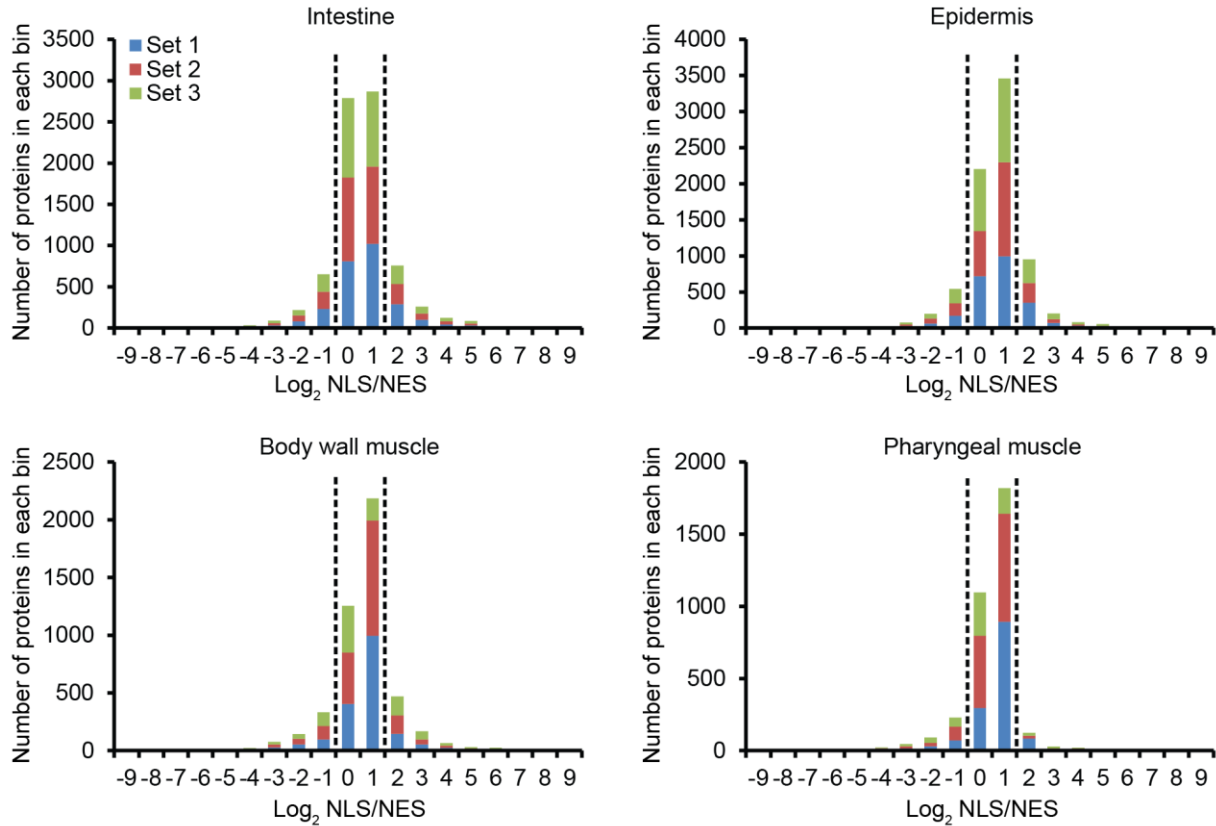 Intestine
Number of proteins in each bin
3500
3000
2500
2000
1500
1000
500
0
Set 1
Set 2
Set 3
-9 -8 -7 -6 -5 -4 -3 -2 -1 0 1 2 3 4 5 6 7 8 9
Log2 NLS/NES
Epidermis
Number of proteins in each bin
4000
3500
3000
2500
2000
1500
1000
500
0
-9 -8 -7 -6 -5 -4 -3 -2 -1 0 1 2 3 4 5 6 7 8 9
Log2 NLS/NES
Body wall muscle
Number of proteins in each bin
2500
2000
1500
1000
500
0
-9 -8 -7 -6 -5 -4 -3 -2 -1 0 1 2 3 4 5 6 7 8 9
Log2 NLS/NES
Pharyngeal muscle
Number of proteins in each bin
2000
1500
1000
500
0
-9 -8 -7 -6 -5 -4 -3 -2 -1 0 1 2 3 4 5 6 7 8 9
Log2 NLS/NES